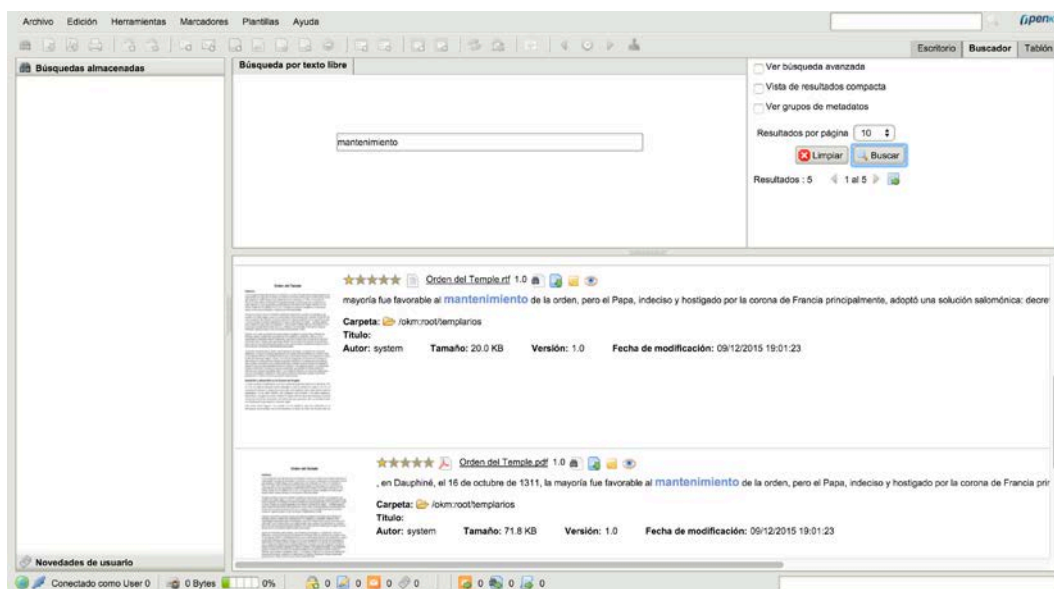 Archivo Edición Herramientas Marcadores Plantillas Ayuda
Escritorio Buscador Tablón
Búsquedas almacenadas
Búsqueda por texto libre
mantenimiento
Ver búsqueda avanzada
Vista de resultados compacta
Ver grupos de metadatos
Resultados por página 10
Limpiar Buscar
Resultados : 5 1 al 5
Orden del Temple.rtf 1.0
mayoría fue favorable al mantenimiento de la orden, pero el Papa, indeciso y hostigado por la corona de Francia principalmente, adoptó una solución salomónica: decre
Carpeta: /okm:root/templarios
Titulo:
Autor: system Tamaño: 20.0 KB Versión: 1.0 Fecha de modificación: 09/12/2015 19:01:23
Orden del Temple.pdf 1.0
, en Dauphiné, el 16 de octubre de 1311, la mayoría fue favorable al mantenimiento de la orden, pero el Papa, indeciso y hostigado por la corona de Francia prir
Carpeta: /okm:root/templarios
Titulo:
Autor: system Tamaño: 71.8 KB Versión: 1.0 Fecha de modificación: 09/12/2015 19:01:23
Novedades de usuario
Conectado como User 0 0 Bytes 0% 0 0 0 0 0 0 0